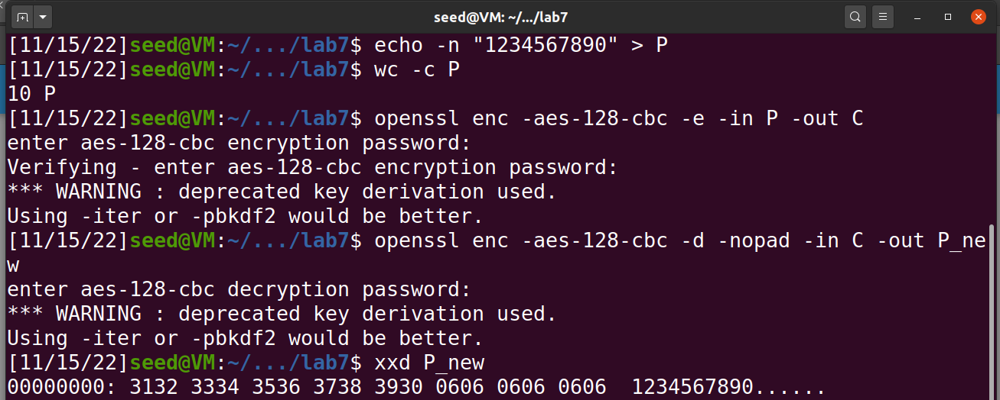 seed@VM: ~/.../lab7
[11/15/22]seed@VM:~/.../lab7$ echo -n "1234567890" > P
[11/15/22]seed@VM:~/.../lab7$ wc -c P
10 P
[11/15/22]seed@VM:~/.../lab7$ openssl enc -aes-128-cbc -e -in P -out C
enter aes-128-cbc encryption password:
Verifying - enter aes-128-cbc encryption password:
*** WARNING : deprecated key derivation used.
Using -iter or -pbkdf2 would be better.
[11/15/22]seed@VM:~/.../lab7$ openssl enc -aes-128-cbc -d -nopad -in C -out P_ne
w
enter aes-128-cbc decryption password:
*** WARNING : deprecated key derivation used.
Using -iter or -pbkdf2 would be better.
[11/15/22]seed@VM:~/.../lab7$ xxd P_new
00000000: 3132 3334 3536 3738 3930 0606 0606 0606  1234567890......